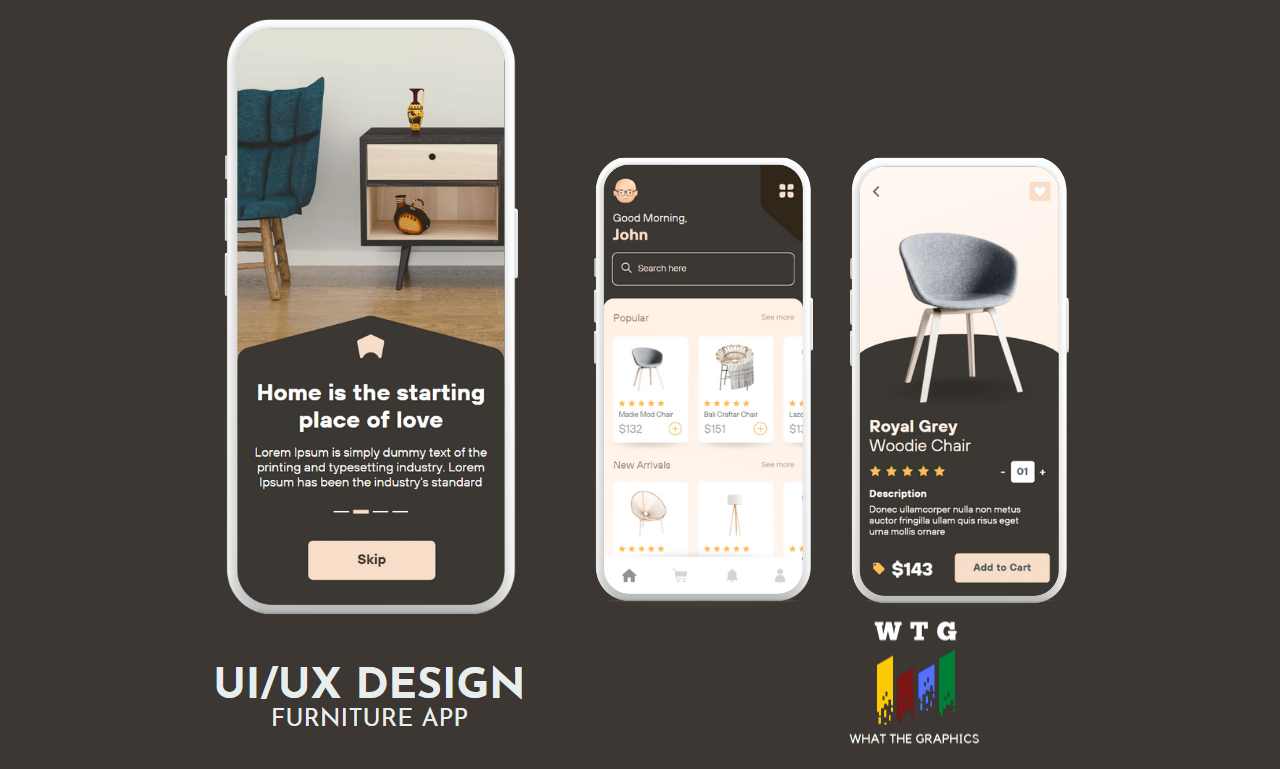 Home is the starting
place of love
Lorem Ipsum is simply dummy text of the
printing and typesetting industry. Lorem
Ipsum has been the industry's standard
Skip
UI/UX DESIGN
FURNITURE APP
Good Morning,
John
Search here
Popular
See more
Madie Mod Chair
$132
Bali Craftar Chair
$151
New Arrivals
See more
Royal Grey
Woodie Chair
- 01 +
Description
Donec ullamcorper nulla non metus
auctor fringilla ullam quis risus eget
urna mollis ornare
$143
Add to Cart
W T G
WHAT THE GRAPHICS